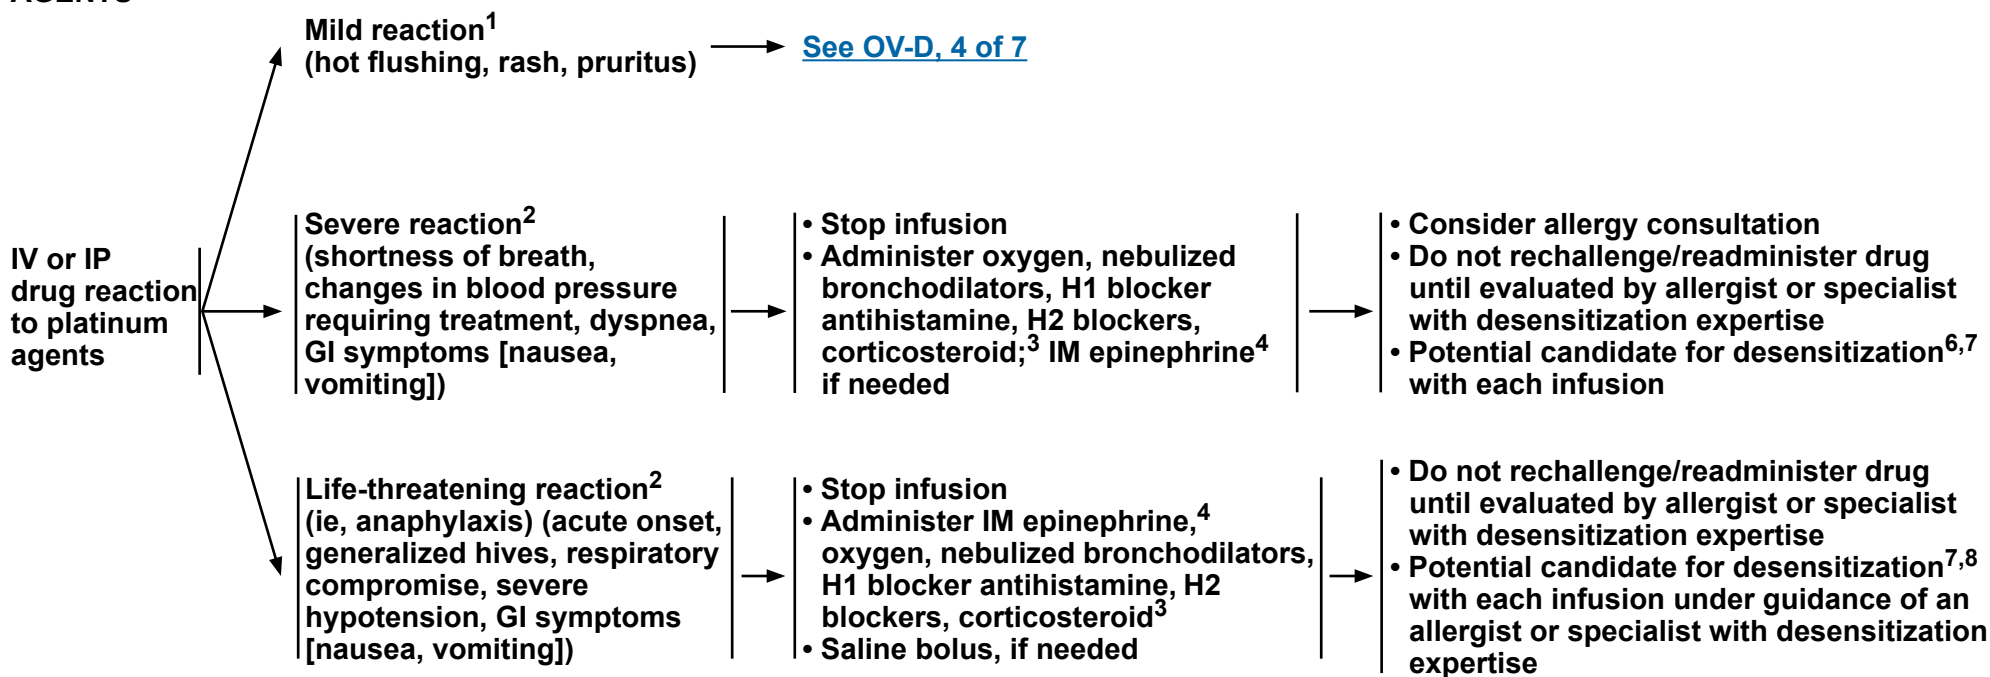 AGENTS
Mild reaction1
(hot flushing, rash, pruritus)
See OV-D, 4 of 7
IV or IP
drug reaction
to platinum
agents
Severe reaction2
(shortness of breath,
changes in blood pressure
requiring treatment, dyspnea,
GI symptoms [nausea,
vomiting])
• Stop infusion
• Administer oxygen, nebulized
bronchodilators, H1 blocker
antihistamine, H2 blockers,
corticosteroid;3 IM epinephrine4
if needed
• Consider allergy consultation
• Do not rechallenge/readminister drug
until evaluated by allergist or specialist
with desensitization expertise
• Potential candidate for desensitization6,7
with each infusion
Life-threatening reaction2
(ie, anaphylaxis) (acute onset,
generalized hives, respiratory
compromise, severe
hypotension, GI symptoms
[nausea, vomiting])
• Stop infusion
• Administer IM epinephrine,4
oxygen, nebulized bronchodilators,
H1 blocker antihistamine, H2
blockers, corticosteroid3
• Saline bolus, if needed
• Do not rechallenge/readminister drug
until evaluated by allergist or specialist
with desensitization expertise
• Potential candidate for desensitization7,8
with each infusion under guidance of an
allergist or specialist with desensitization
expertise